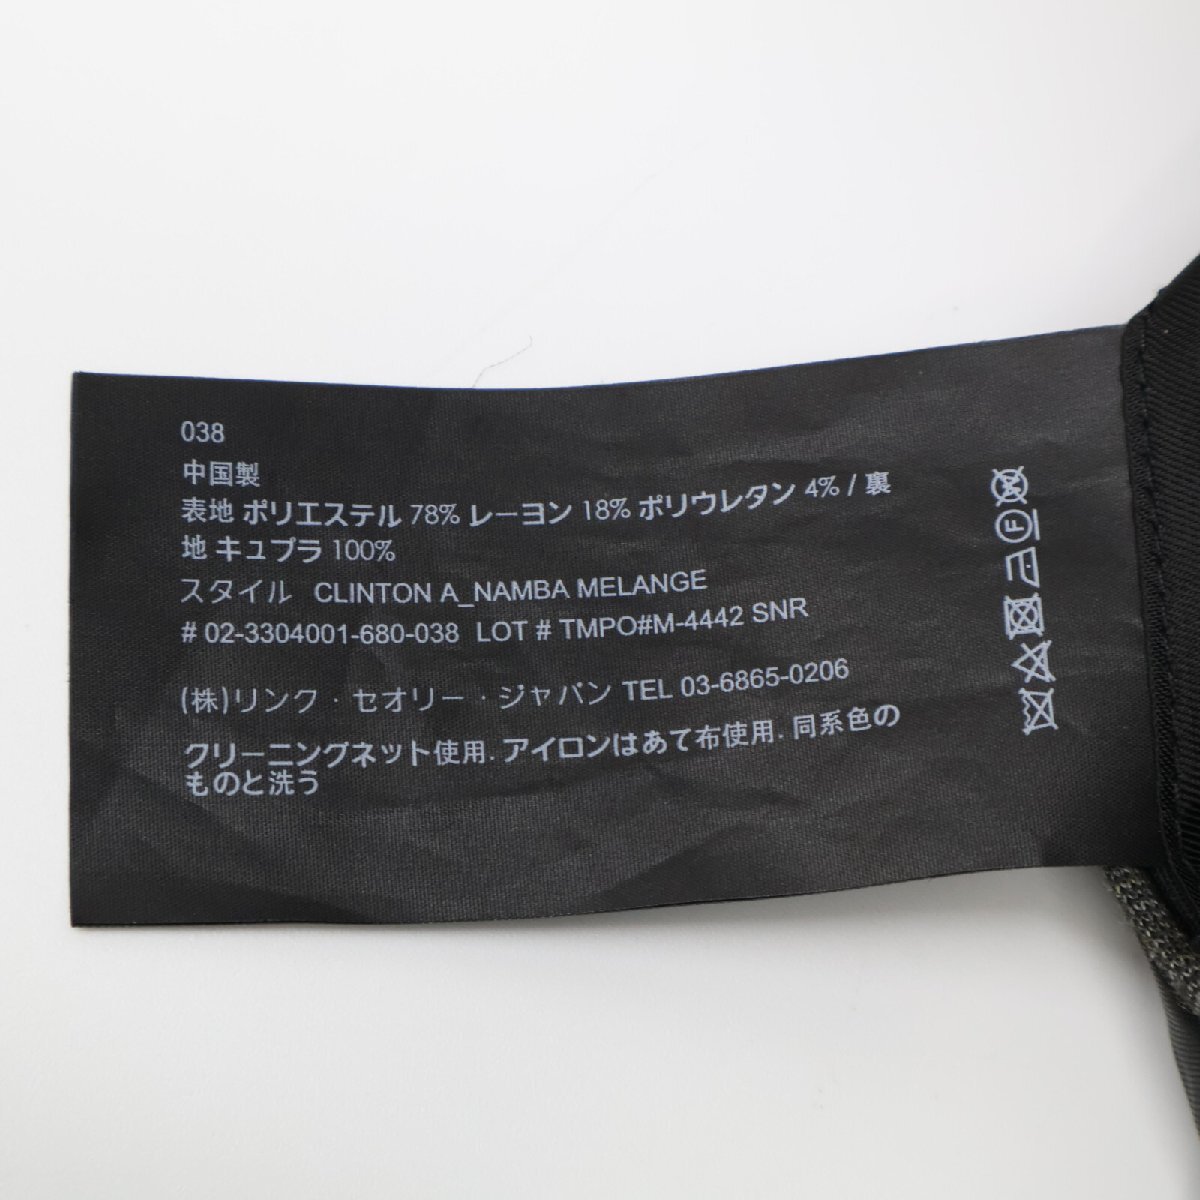 038
中国製
表地 ポリエステル 78% レーヨン 18% ポリウレタン 4% / 裏
地 キュプラ 100%
スタイル CLINTON A_NAMBA MELANGE
# 02-3304001-680-038 LOT # TMPO#M-4442 SNR
(株)リンク・セオリー・ジャパン TEL 03-6865-0206
クリーニングネット使用. アイロンはあて布使用. 同系色の
ものと洗う
F